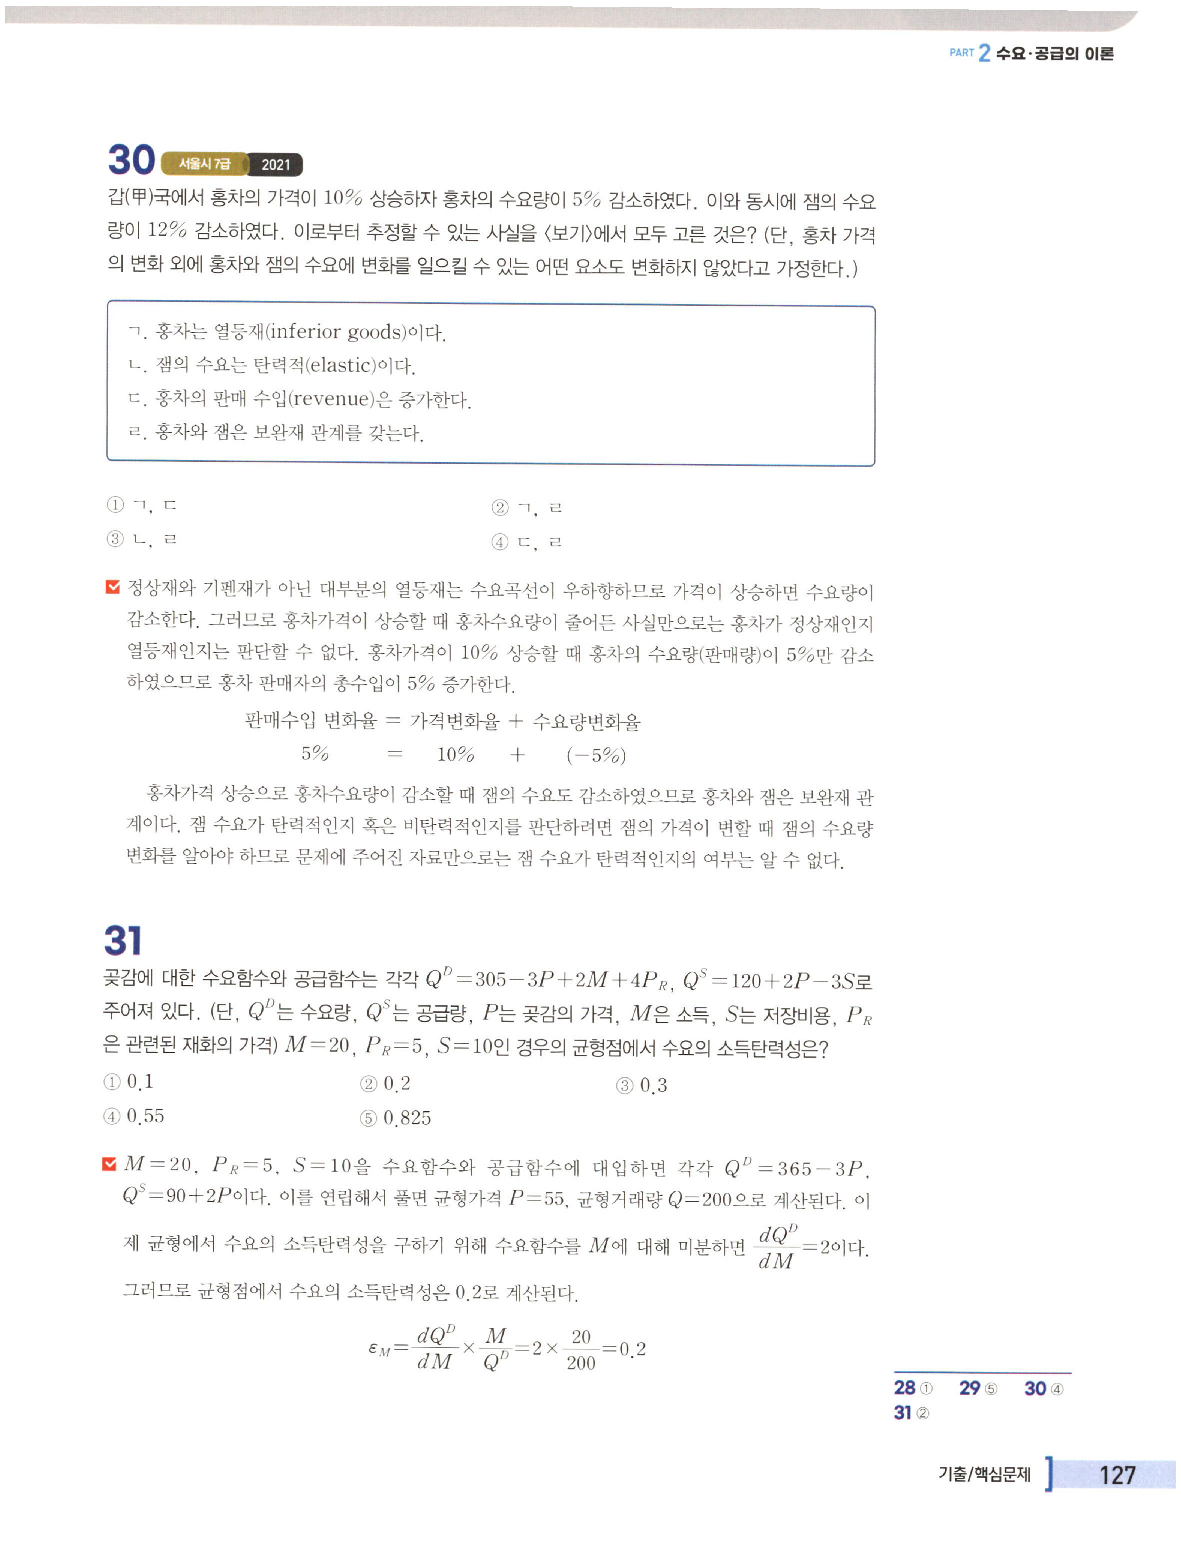 PART 2 수요·공급의 이론
30 서울시 7급 2021
갑(甲)국에서 홍차의 가격이 10% 상승하자 홍차의 수요량이 5% 감소하였다. 이와 동시에 잼의 수요
량이 12% 감소하였다. 이로부터 추정할 수 있는 사실을 〈보기〉에서 모두 고른 것은? (단, 홍차 가격
의 변화 외에 홍차와 잼의 수요에 변화를 일으킬 수 있는 어떤 요소도 변화하지 않았다고 가정한다.)
ㄱ. 홍차는 열등재(inferior goods)이다.
ㄴ. 잼의 수요는 탄력적(elastic)이다.
ㄷ. 홍차의 판매 수입(revenue)은 증가한다.
ㄹ. 홍차와 잼은 보완재 관계를 갖는다.
① ㄱ, ㄷ ② ㄱ, ㄹ
③ ㄴ, ㄹ ④ ㄷ, ㄹ
정상재와 기펜재가 아닌 대부분의 열등재는 수요곡선이 우하향하므로 가격이 상승하면 수요량이
감소한다. 그러므로 홍차가격이 상승할 때 홍차수요량이 줄어든 사실만으로는 홍차가 정상재인지
열등재인지는 판단할 수 없다. 홍차가격이 10% 상승할 때 홍차의 수요량(판매량)이 5%만 감소
하였으므로 홍차 판매자의 총수입이 5% 증가한다.
판매수입 변화율 = 가격변화율 + 수요량변화율
5% = 10% + (−5%)
홍차가격 상승으로 홍차수요량이 감소할 때 잼의 수요도 감소하였으므로 홍차와 잼은 보완재 관
계이다. 잼 수요가 탄력적인지 혹은 비탄력적인지를 판단하려면 잼의 가격이 변할 때 잼의 수요량
변화를 알아야 하므로 문제에 주어진 자료만으로는 잼 수요가 탄력적인지의 여부는 알 수 없다.
31
곶감에 대한 수요함수와 공급함수는 각각 Q^D=305−3P+2M+4P_R, Q^S=120+2P−3S로
주어져 있다. (단, Q^D는 수요량, Q^S는 공급량, P는 곶감의 가격, M은 소득, S는 저장비용, P_R
은 관련된 재화의 가격) M=20, P_R=5, S=10인 경우의 균형점에서 수요의 소득탄력성은?
① 0.1 ② 0.2 ③ 0.3
④ 0.55 ⑤ 0.825
M=20, P_R=5, S=10을 수요함수와 공급함수에 대입하면 각각 Q^D=365−3P,
Q^S=90+2P이다. 이를 연립해서 풀면 균형가격 P=55, 균형거래량 Q=200으로 계산된다. 이
제 균형에서 수요의 소득탄력성을 구하기 위해 수요함수를 M에 대해 미분하면 dQ^D/dM=2이다.
그러므로 균형점에서 수요의 소득탄력성은 0.2로 계산된다.
ε_M=dQ^D/dM×M/Q^D=2×20/200=0.2
28 ① 29 ⑤ 30 ④
31 ②
기출/핵심문제 127